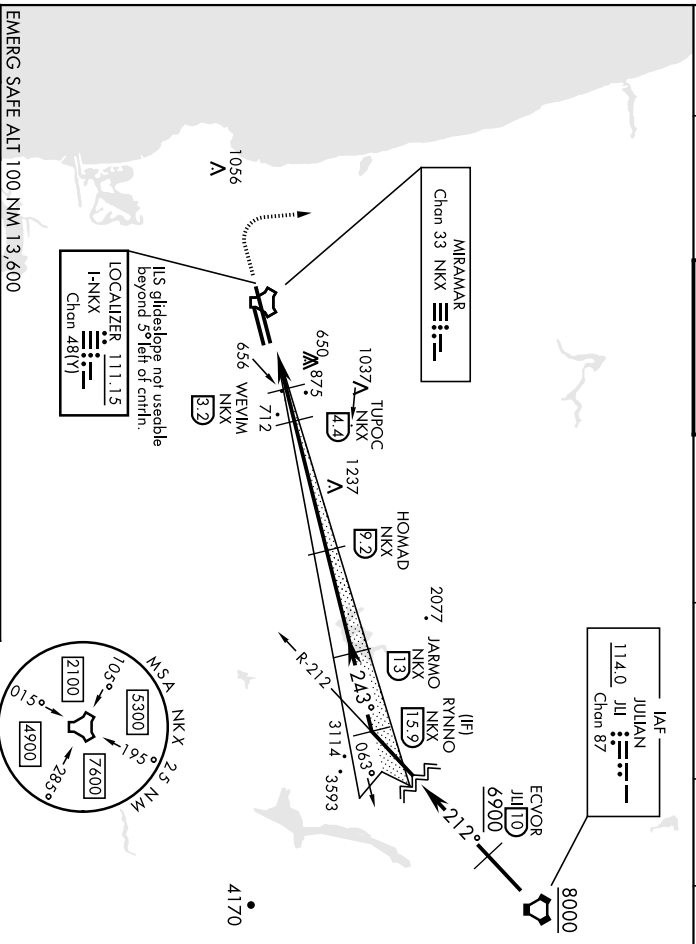 EMERG SAFE ALT 100 NM 13,600
1056
MIRAMAR
Chan 33 NKX
LOCALIZER 111.15
I-NKX
Chan 48(Y)
ILS glideslope not useable
beyond 5° left of cntrln.
656
650
875
WEVIM
NKX
3.2
712
1037
TUPOC
NKX
4.4
1237
HOMAD
NKX
9.2
2077
JARMO
NKX
13
243°
R-212
(IF)
RYNNO
NKX
15.9
063°
3114
3593
ECVOR
JLI 10
6900
212°
IAF
JULIAN
114.0 JLI
Chan 87
8000
4170
MSA NKX 25 NM
105°
2100
5300
195°
015°
4900
7600
285°